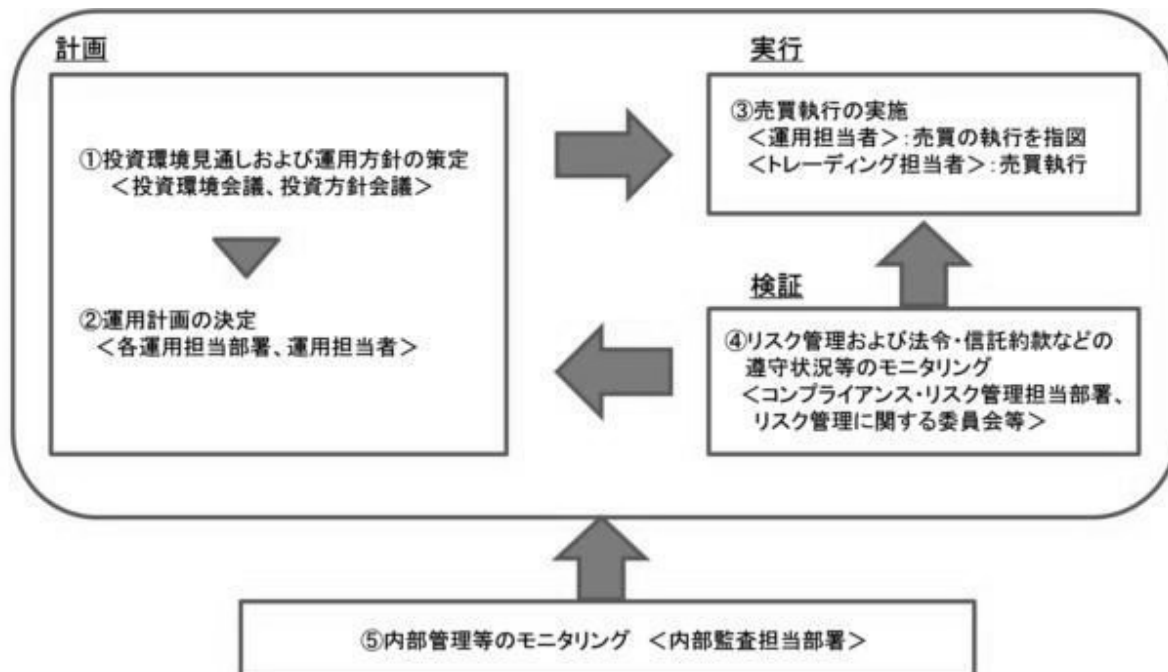 計画
①投資環境見通しおよび運用方針の策定
＜投資環境会議、投資方針会議＞
②運用計画の決定
＜各運用担当部署、運用担当者＞
実行
③売買執行の実施
＜運用担当者＞：売買の執行を指図
＜トレーディング担当者＞：売買執行
検証
④リスク管理および法令・信託約款などの
遵守状況等のモニタリング
＜コンプライアンス・リスク管理担当部署、
リスク管理に関する委員会等＞
⑤内部管理等のモニタリング ＜内部監査担当部署＞